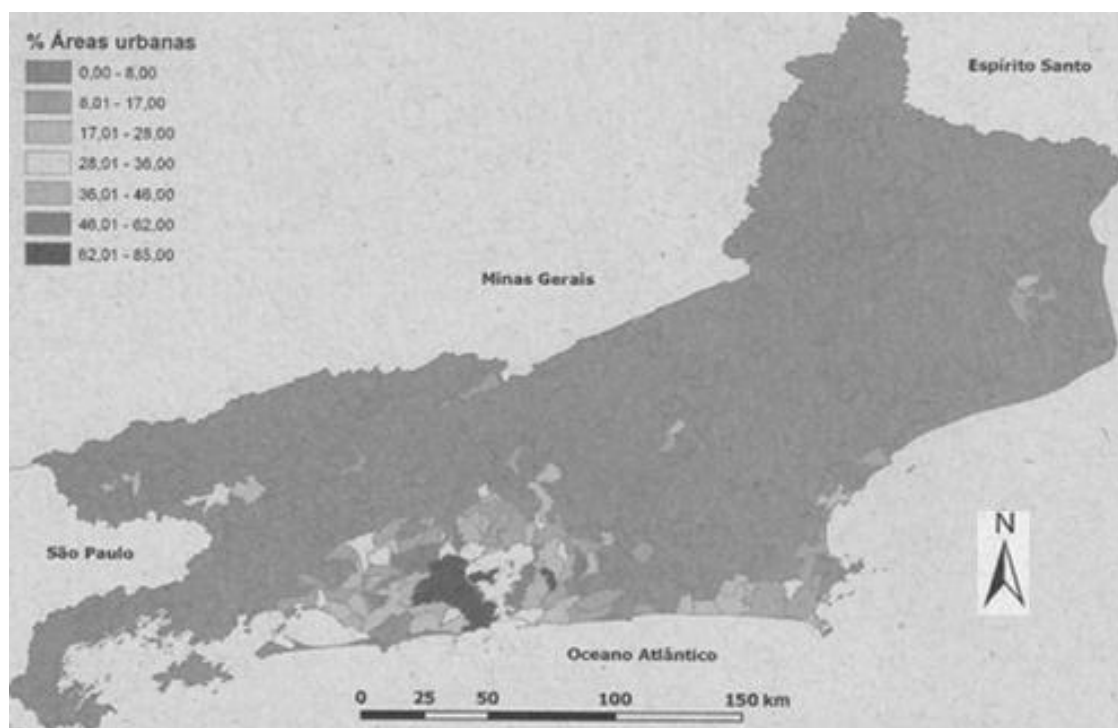 % Áreas urbanas
0,00 - 8,00
8,01 - 17,00
17,01 - 28,00
28,01 - 36,00
36,01 - 46,00
46,01 - 62,00
62,01 - 85,00
Espírito Santo
Minas Gerais
São Paulo
N
Oceano Atlântico
0 25 50 100 150 km